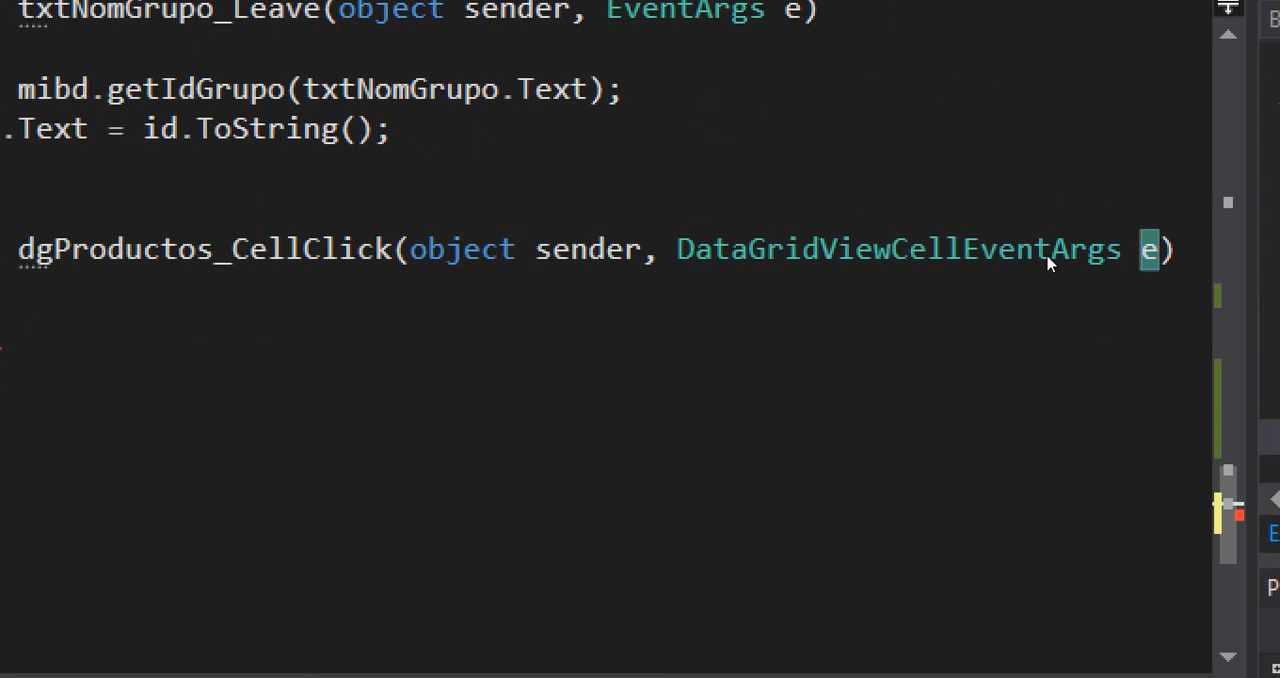 txtNomGrupo_Leave(object sender, EventArgs e)
mibd.getIdGrupo(txtNomGrupo.Text);
.Text = id.ToString();
dgProductos_CellClick(object sender, DataGridViewCellEventArgs e)